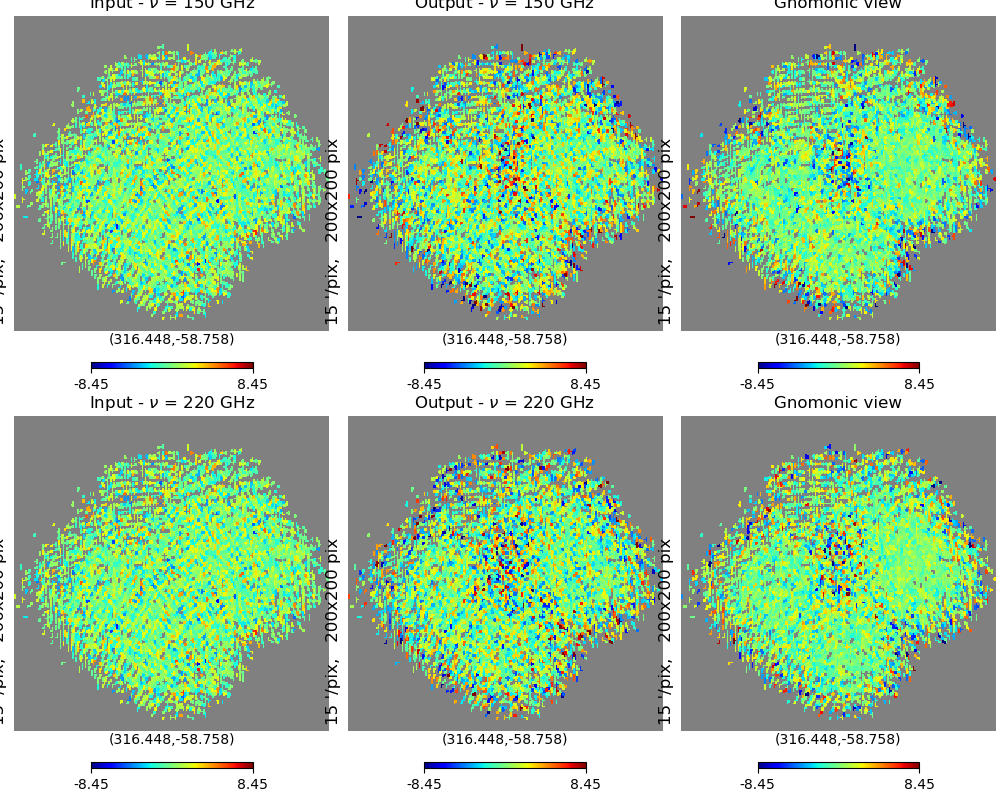 Input - ν = 150 GHz
Output - ν = 150 GHz
Gnomonic view
15 '/pix, 200x200 pix
15 '/pix, 200x200 pix
15 '/pix, 200x200 pix
(316.448,-58.758)
(316.448,-58.758)
(316.448,-58.758)
-8.45 8.45
-8.45 8.45
-8.45 8.45
Input - ν = 220 GHz
Output - ν = 220 GHz
Gnomonic view
15 '/pix, 200x200 pix
15 '/pix, 200x200 pix
15 '/pix, 200x200 pix
(316.448,-58.758)
(316.448,-58.758)
(316.448,-58.758)
-8.45 8.45
-8.45 8.45
-8.45 8.45